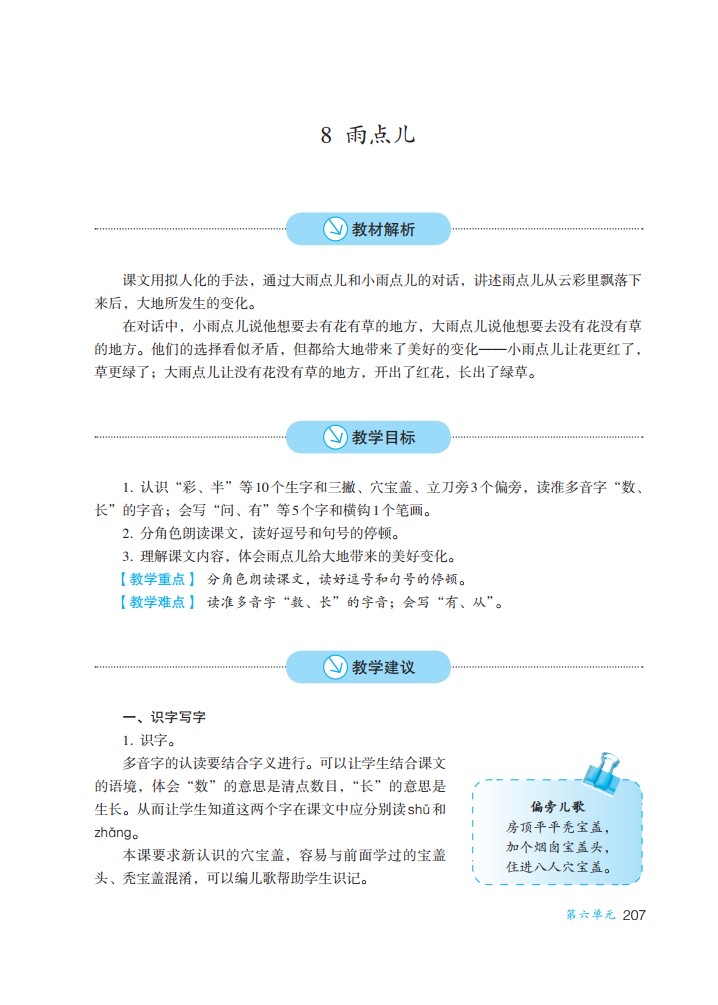 8 雨点儿
教材解析
课文用拟人化的手法，通过大雨点儿和小雨点儿的对话，讲述雨点儿从云彩里飘落下
来后，大地所发生的变化。
在对话中，小雨点儿说他想要去有花有草的地方，大雨点儿说他想要去没有花没有草
的地方。他们的选择看似矛盾，但都给大地带来了美好的变化——小雨点儿让花更红了，
草更绿了；大雨点儿让没有花没有草的地方，开出了红花，长出了绿草。
教学目标
1. 认识“彩、半”等10个生字和三撇、穴宝盖、立刀旁3个偏旁，读准多音字“数、
长”的字音；会写“问、有”等5个字和横钩1个笔画。
2. 分角色朗读课文，读好逗号和句号的停顿。
3. 理解课文内容，体会雨点儿给大地带来的美好变化。
【教学重点】 分角色朗读课文，读好逗号和句号的停顿。
【教学难点】 读准多音字“数、长”的字音；会写“有、从”。
教学建议
一、识字写字
1. 识字。
多音字的认读要结合字义进行。可以让学生结合课文
的语境，体会“数”的意思是清点数目，“长”的意思是
生长。从而让学生知道这两个字在课文中应分别读shǔ和
zhǎng。
本课要求新认识的穴宝盖，容易与前面学过的宝盖
头、秃宝盖混淆，可以编儿歌帮助学生识记。
偏旁儿歌
房顶平平秃宝盖，
加个烟囱宝盖头，
住进八人穴宝盖。
第六单元 207